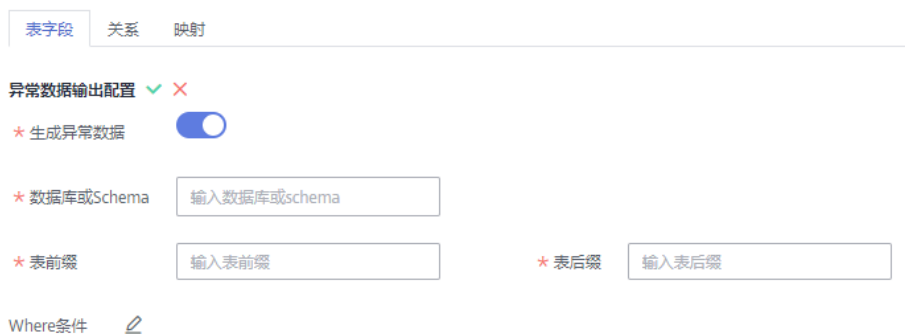 表字段 关系 映射
异常数据输出配置
* 生成异常数据
* 数据库或Schema 输入数据库或schema
* 表前缀 输入表前缀 * 表后缀 输入表后缀
Where条件